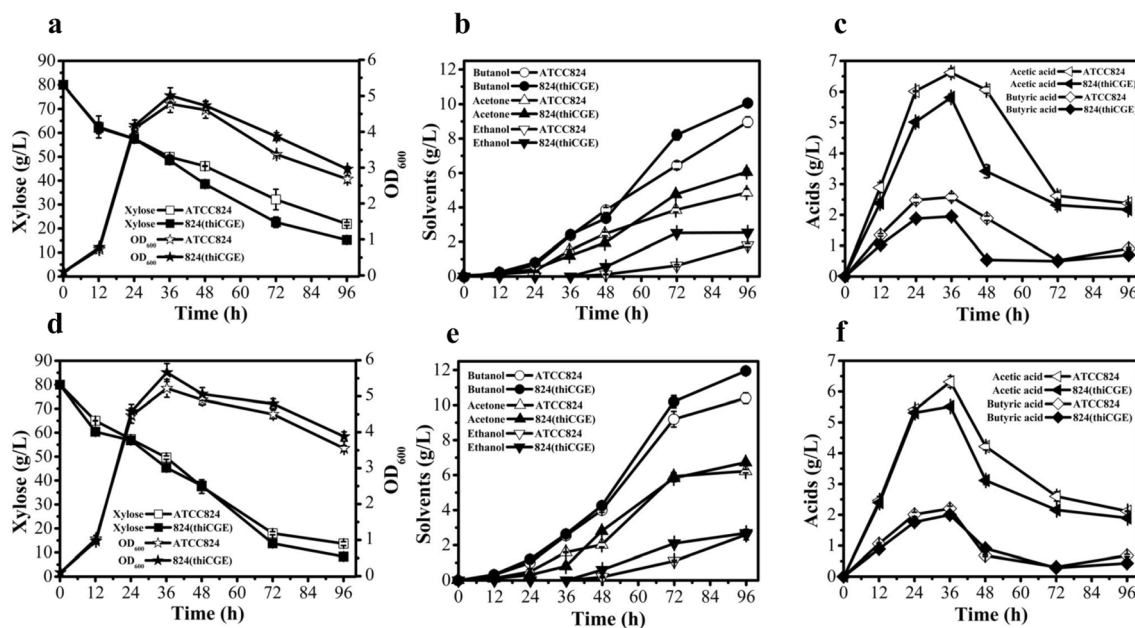 a
90
80
70
60
50
40
30
20
10
0
Xylose (g/L)
6
5
4
3
2
1
0
OD600
Xylose ATCC824
Xylose 824(thiCGE)
OD600 ATCC824
OD600 824(thiCGE)
0 12 24 36 48 60 72 84 96
Time (h)
b
12
10
8
6
4
2
0
Solvents (g/L)
Butanol ATCC824
Butanol 824(thiCGE)
Acetone ATCC824
Acetone 824(thiCGE)
Ethanol ATCC824
Ethanol 824(thiCGE)
0 12 24 36 48 60 72 84 96
Time (h)
c
7
6
5
4
3
2
1
0
Acids (g/L)
Acetic acid ATCC824
Acetic acid 824(thiCGE)
Butyric acid ATCC824
Butyric acid 824(thiCGE)
0 12 24 36 48 60 72 84 96
Time (h)
d
90
80
70
60
50
40
30
20
10
0
Xylose (g/L)
6
5
4
3
2
1
0
OD600
Xylose ATCC824
Xylose 824(thiCGE)
OD600 ATCC824
OD600 824(thiCGE)
0 12 24 36 48 60 72 84 96
Time (h)
e
12
10
8
6
4
2
0
Solvents (g/L)
Butanol ATCC824
Butanol 824(thiCGE)
Acetone ATCC824
Acetone 824(thiCGE)
Ethanol ATCC824
Ethanol 824(thiCGE)
0 12 24 36 48 60 72 84 96
Time (h)
f
7
6
5
4
3
2
1
0
Acids (g/L)
Acetic acid ATCC824
Acetic acid 824(thiCGE)
Butyric acid ATCC824
Butyric acid 824(thiCGE)
0 12 24 36 48 60 72 84 96
Time (h)